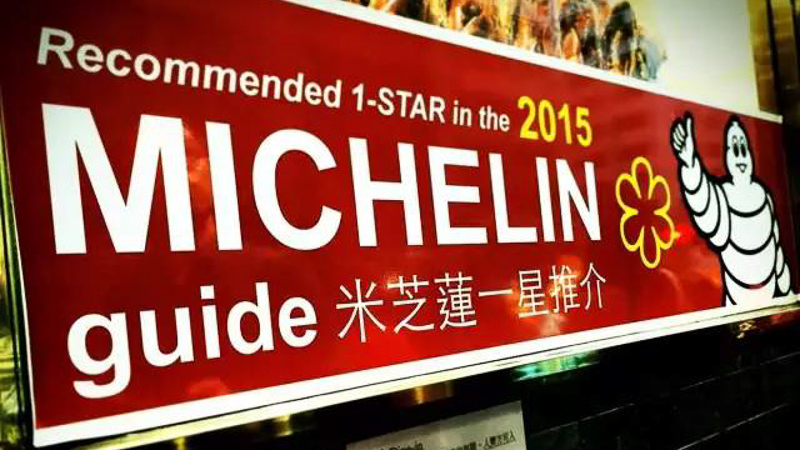 Recommended 1-STAR in the 2015
MICHELIN
guide 米芝蓮一星推介